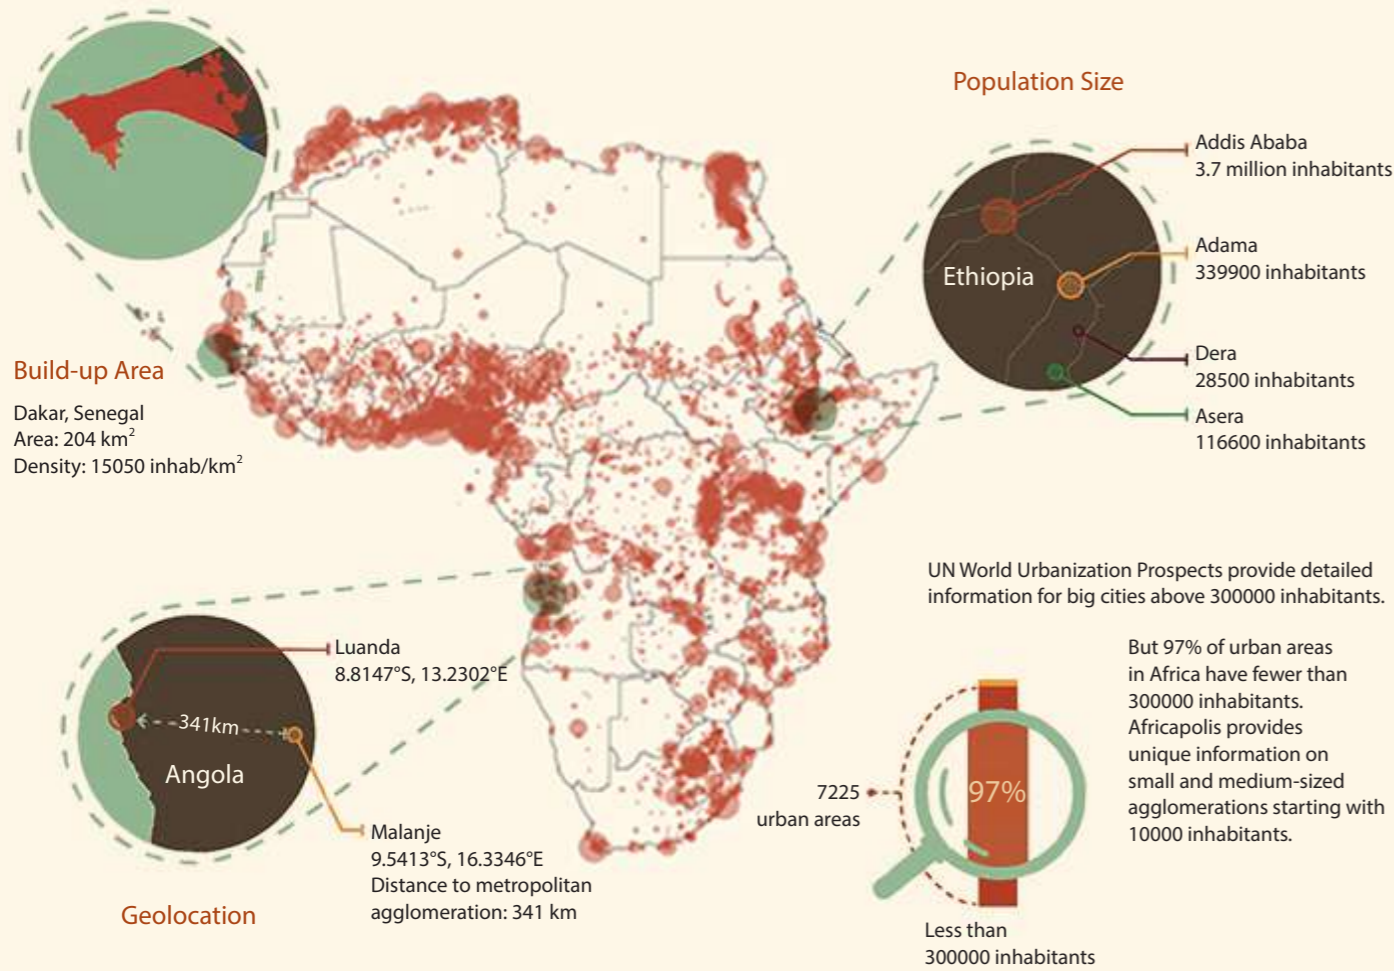 Population Size
Addis Ababa
3.7 million inhabitants
Adama
339900 inhabitants
Ethiopia
Dera
28500 inhabitants
Asera
116600 inhabitants
Build-up Area
Dakar, Senegal
Area: 204 km²
Density: 15050 inhab/km²
UN World Urbanization Prospects provide detailed
information for big cities above 300000 inhabitants.
But 97% of urban areas
in Africa have fewer than
300000 inhabitants.
Africapolis provides
unique information on
small and medium-sized
agglomerations starting with
10000 inhabitants.
Luanda
8.8147°S, 13.2302°E
341km
Angola
Malanje
9.5413°S, 16.3346°E
Distance to metropolitan
agglomeration: 341 km
Geolocation
7225
urban areas
97%
Less than
300000 inhabitants